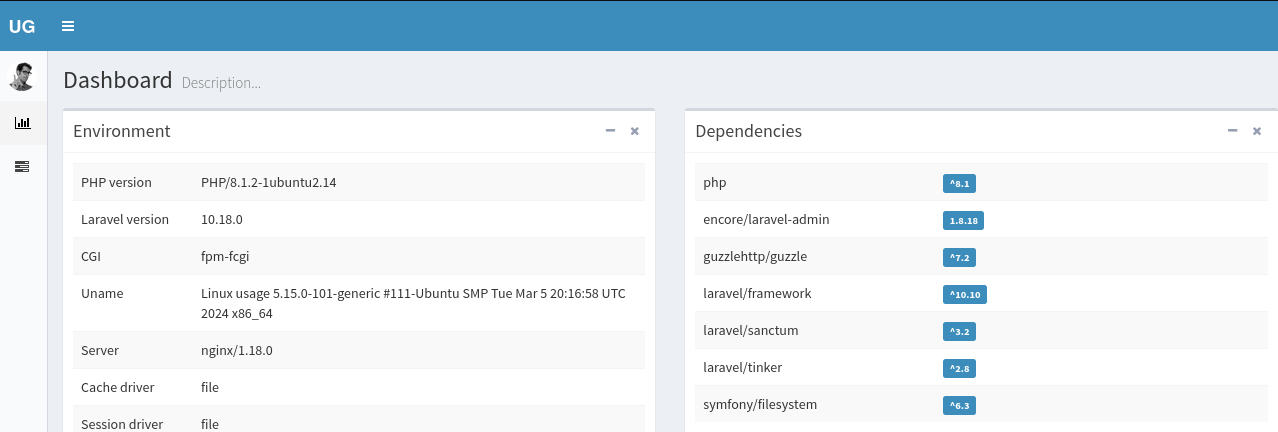 UG
Dashboard Description...
Environment
PHP version PHP/8.1.2-1ubuntu2.14
Laravel version 10.18.0
CGI fpm-fcgi
Uname Linux usage 5.15.0-101-generic #111-Ubuntu SMP Tue Mar 5 20:16:58 UTC
2024 x86_64
Server nginx/1.18.0
Cache driver file
Session driver file
Dependencies
php ^8.1
encore/laravel-admin 1.8.18
guzzlehttp/guzzle ^7.2
laravel/framework ^10.10
laravel/sanctum ^3.2
laravel/tinker ^2.8
symfony/filesystem ^6.3